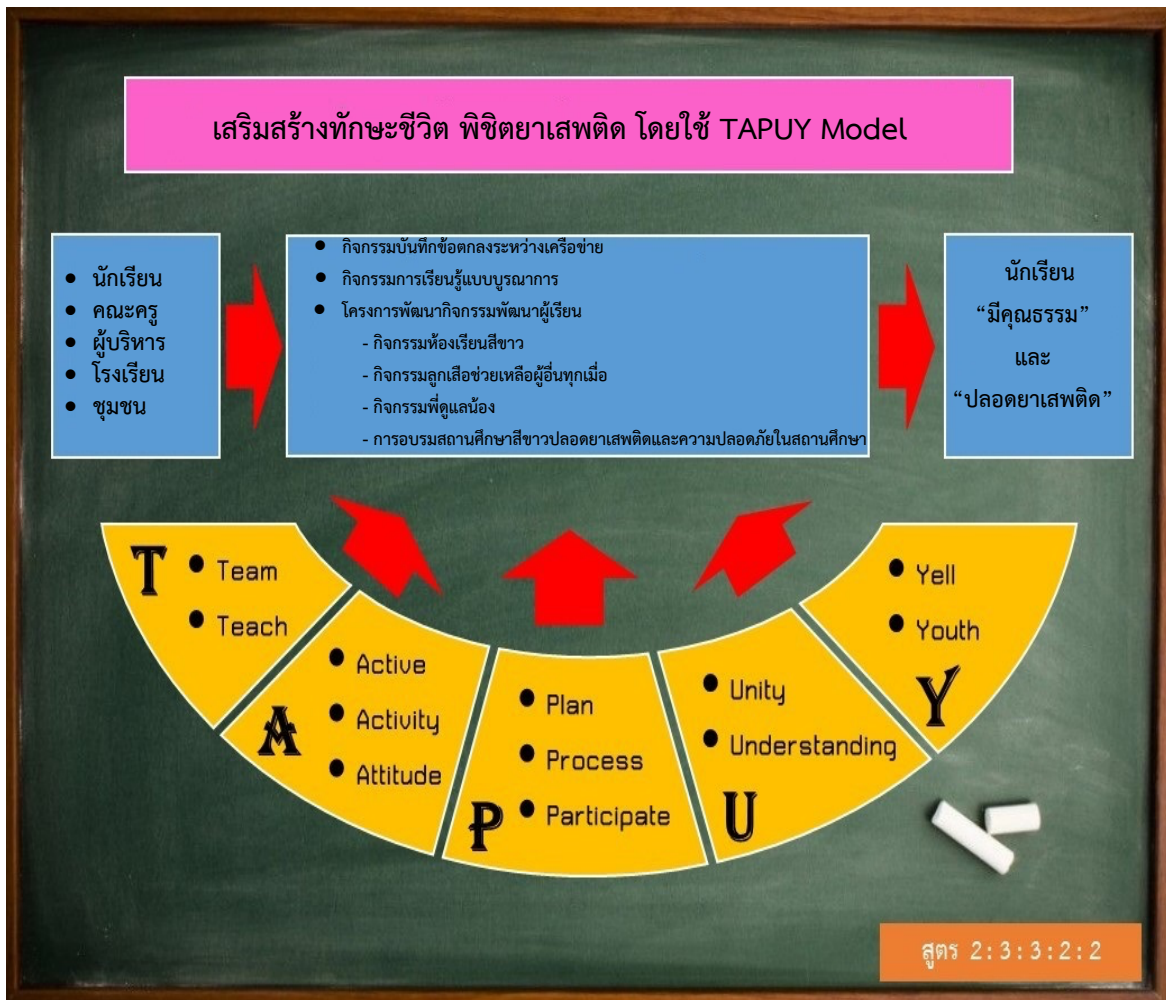 เสริมสร้างทักษะชีวิต พิชิตยาเสพติด โดยใช้ TAPUY Model
• นักเรียน
• คณะครู
• ผู้บริหาร
• โรงเรียน
• ชุมชน
• กิจกรรมบันทึกข้อตกลงระหว่างเครือข่าย
• กิจกรรมการเรียนรู้แบบบูรณาการ
• โครงการพัฒนากิจกรรมพัฒนาผู้เรียน
- กิจกรรมห้องเรียนสีขาว
- กิจกรรมลูกเสือช่วยเหลือผู้อื่นทุกเมื่อ
- กิจกรรมพี่ดูแลน้อง
- การอบรมสถานศึกษาสีขาวปลอดยาเสพติดและความปลอดภัยในสถานศึกษา
นักเรียน
“มีคุณธรรม”
และ
“ปลอดยาเสพติด”
T
• Team
• Teach
A
• Active
• Activity
• Attitude
P
• Plan
• Process
• Participate
U
• Unity
• Understanding
Y
• Yell
• Youth
สูตร 2:3:3:2:2